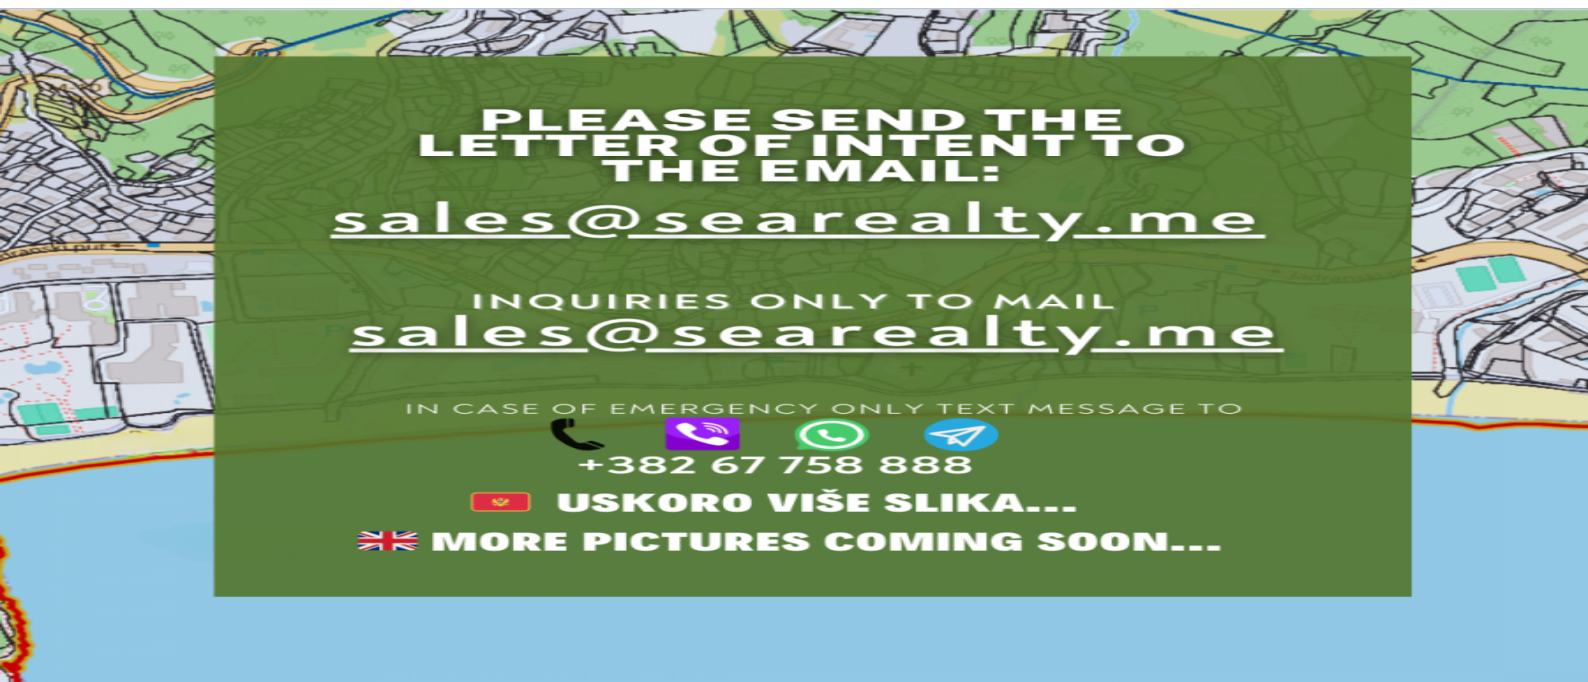 PLEASE SEND THE
LETTER OF INTENT TO
THE EMAIL:
sales@searealty.me
INQUIRIES ONLY TO MAIL
sales@searealty.me
IN CASE OF EMERGENCY ONLY TEXT MESSAGE TO
+382 67 758 888
USKORO VIŠE SLIKA...
MORE PICTURES COMING SOON...